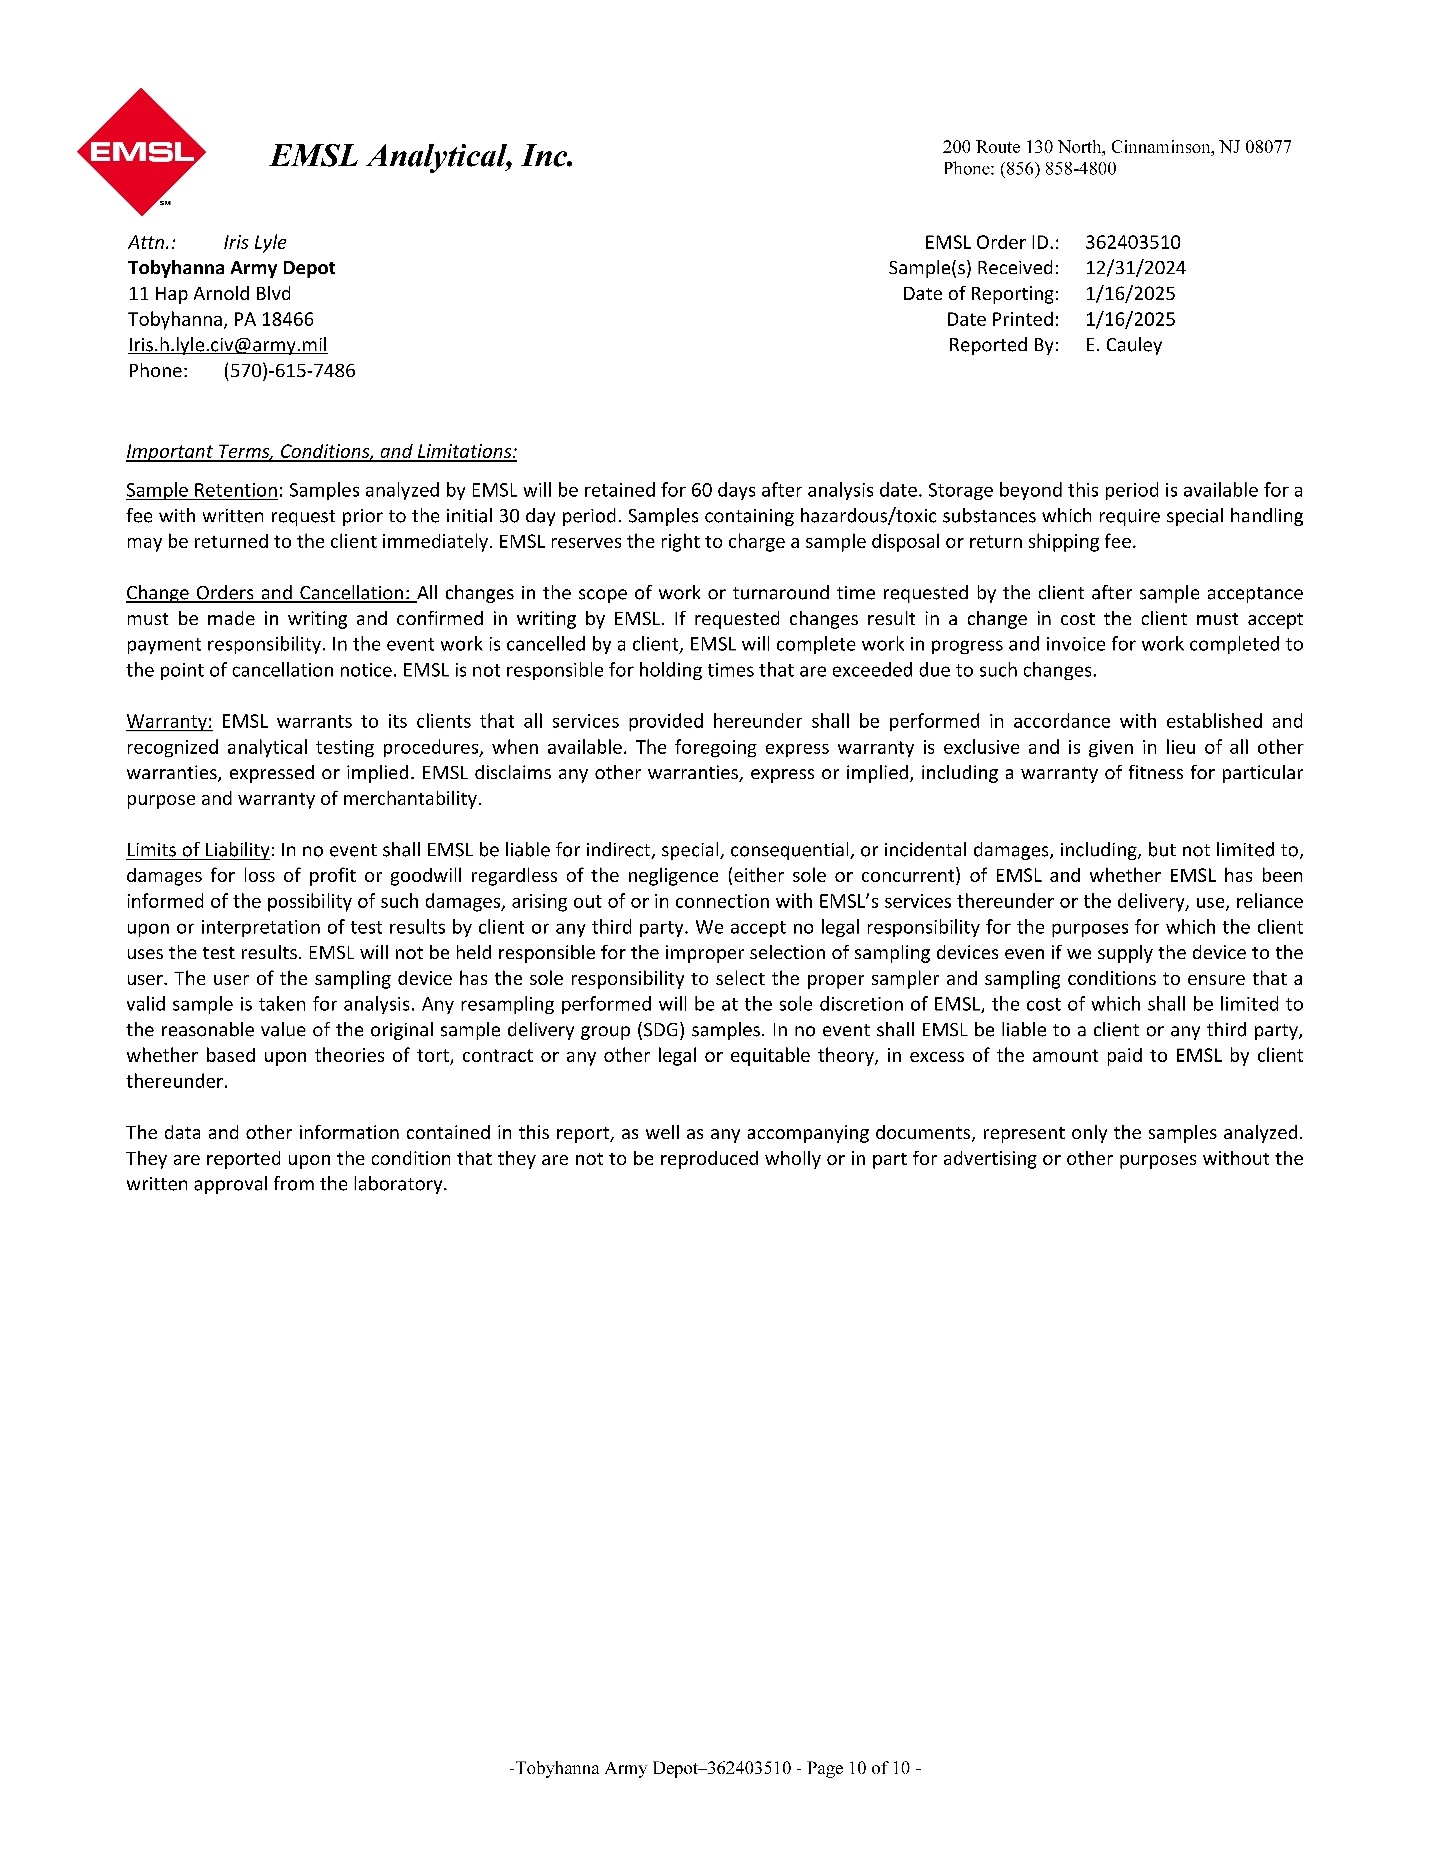 EMSL
SM
EMSL Analytical, Inc.
200 Route 130 North, Cinnaminson, NJ 08077
Phone: (856) 858-4800
Attn.: Iris Lyle
Tobyhanna Army Depot
11 Hap Arnold Blvd
Tobyhanna, PA 18466
Iris.h.lyle.civ@army.mil
Phone: (570)-615-7486
EMSL Order ID.: 362403510
Sample(s) Received: 12/31/2024
Date of Reporting: 1/16/2025
Date Printed: 1/16/2025
Reported By: E. Cauley
Important Terms, Conditions, and Limitations:
Sample Retention: Samples analyzed by EMSL will be retained for 60 days after analysis date. Storage beyond this period is available for a
fee with written request prior to the initial 30 day period. Samples containing hazardous/toxic substances which require special handling
may be returned to the client immediately. EMSL reserves the right to charge a sample disposal or return shipping fee.
Change Orders and Cancellation: All changes in the scope of work or turnaround time requested by the client after sample acceptance
must be made in writing and confirmed in writing by EMSL. If requested changes result in a change in cost the client must accept
payment responsibility. In the event work is cancelled by a client, EMSL will complete work in progress and invoice for work completed to
the point of cancellation notice. EMSL is not responsible for holding times that are exceeded due to such changes.
Warranty: EMSL warrants to its clients that all services provided hereunder shall be performed in accordance with established and
recognized analytical testing procedures, when available. The foregoing express warranty is exclusive and is given in lieu of all other
warranties, expressed or implied. EMSL disclaims any other warranties, express or implied, including a warranty of fitness for particular
purpose and warranty of merchantability.
Limits of Liability: In no event shall EMSL be liable for indirect, special, consequential, or incidental damages, including, but not limited to,
damages for loss of profit or goodwill regardless of the negligence (either sole or concurrent) of EMSL and whether EMSL has been
informed of the possibility of such damages, arising out of or in connection with EMSL’s services thereunder or the delivery, use, reliance
upon or interpretation of test results by client or any third party. We accept no legal responsibility for the purposes for which the client
uses the test results. EMSL will not be held responsible for the improper selection of sampling devices even if we supply the device to the
user. The user of the sampling device has the sole responsibility to select the proper sampler and sampling conditions to ensure that a
valid sample is taken for analysis. Any resampling performed will be at the sole discretion of EMSL, the cost of which shall be limited to
the reasonable value of the original sample delivery group (SDG) samples. In no event shall EMSL be liable to a client or any third party,
whether based upon theories of tort, contract or any other legal or equitable theory, in excess of the amount paid to EMSL by client
thereunder.
The data and other information contained in this report, as well as any accompanying documents, represent only the samples analyzed.
They are reported upon the condition that they are not to be reproduced wholly or in part for advertising or other purposes without the
written approval from the laboratory.
-Tobyhanna Army Depot–362403510 - Page 10 of 10 -